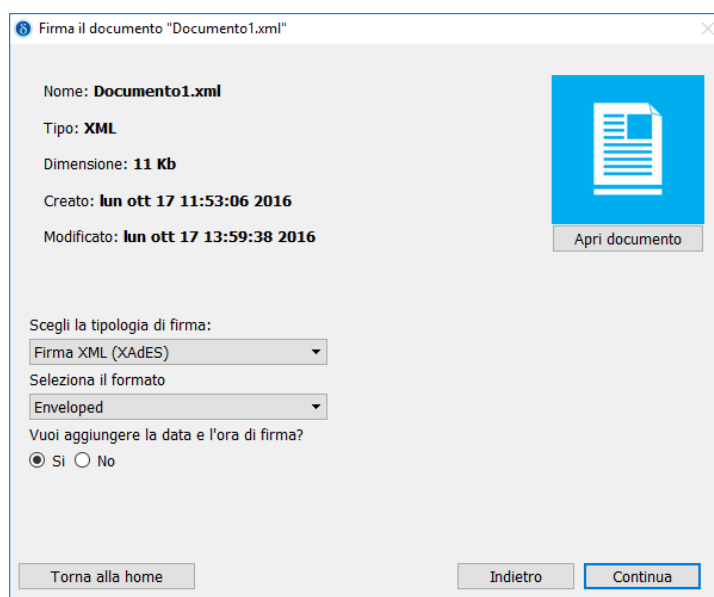 Firma il documento "Documento1.xml"
Nome: Documento1.xml
Tipo: XML
Dimensione: 11 Kb
Creato: lun ott 17 11:53:06 2016
Modificato: lun ott 17 13:59:38 2016
Apri documento
Scegli la tipologia di firma:
Firma XML (XAdES)
Seleziona il formato
Enveloped
Vuoi aggiungere la data e l'ora di firma?
Si No
Torna alla home Indietro Continua